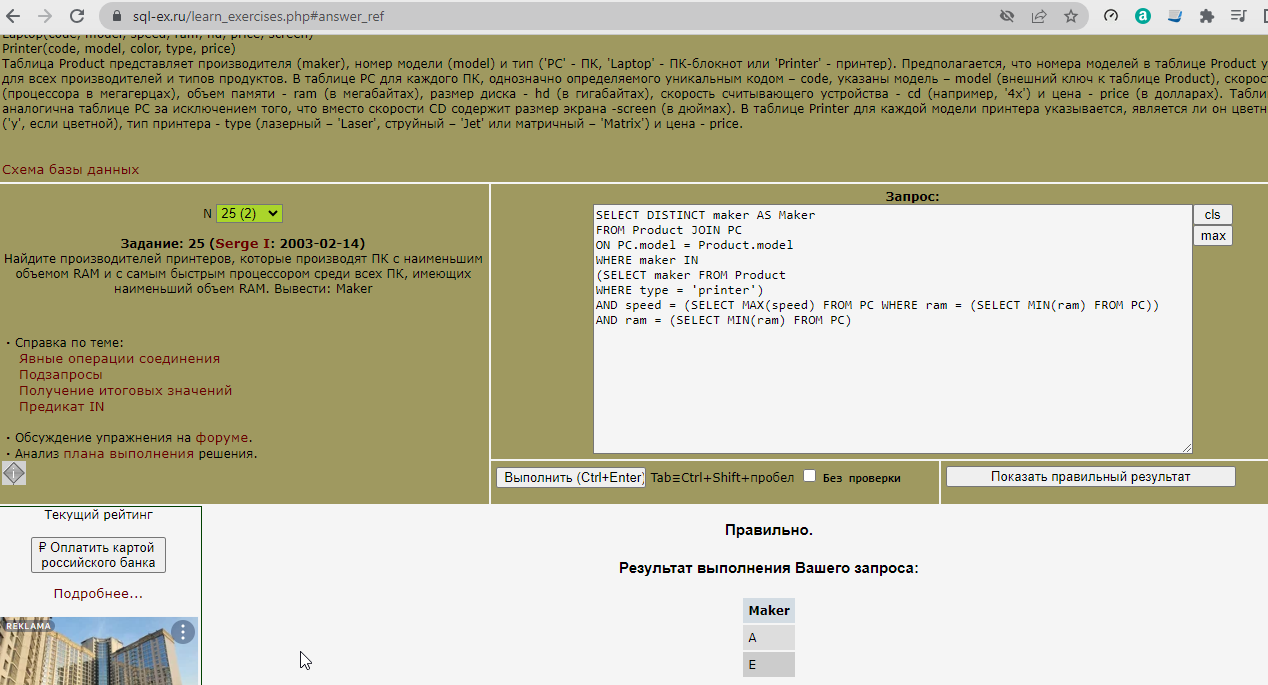 sql-ex.ru/learn_exercises.php#answer_ref
Laptop(code, model, speed, ram, hd, price, screen)
Printer(code, model, color, type, price)
Таблица Product представляет производителя (maker), номер модели (model) и тип ('PC' - ПК, 'Laptop' - ПК-блокнот или 'Printer' - принтер). Предполагается, что номера моделей в таблице Product у
для всех производителей и типов продуктов. В таблице PC для каждого ПК, однозначно определяемого уникальным кодом – code, указаны модель – model (внешний ключ к таблице Product), скорос
(процессора в мегагерцах), объем памяти - ram (в мегабайтах), размер диска - hd (в гигабайтах), скорость считывающего устройства - cd (например, '4x') и цена - price (в долларах). Табли
аналогична таблице PC за исключением того, что вместо скорости CD содержит размер экрана -screen (в дюймах). В таблице Printer для каждой модели принтера указывается, является ли он цветн
('y', если цветной), тип принтера - type (лазерный – 'Laser', струйный – 'Jet' или матричный – 'Matrix') и цена - price.
Схема базы данных
N 25 (2)
Задание: 25 (Serge I: 2003-02-14)
Найдите производителей принтеров, которые производят ПК с наименьшим
объемом RAM и с самым быстрым процессором среди всех ПК, имеющих
наименьший объем RAM. Вывести: Maker
· Справка по теме:
Явные операции соединения
Подзапросы
Получение итоговых значений
Предикат IN
· Обсуждение упражнения на форуме.
· Анализ плана выполнения решения.
Запрос:
SELECT DISTINCT maker AS Maker
FROM Product JOIN PC
ON PC.model = Product.model
WHERE maker IN
(SELECT maker FROM Product
WHERE type = 'printer')
AND speed = (SELECT MAX(speed) FROM PC WHERE ram = (SELECT MIN(ram) FROM PC))
AND ram = (SELECT MIN(ram) FROM PC)
cls
max
Выполнить (Ctrl+Enter) Tab≡Ctrl+Shift+пробел Без проверки
Показать правильный результат
Текущий рейтинг
₽ Оплатить картой
российского банка
Подробнее...
РЕКЛАМА
Правильно.
Результат выполнения Вашего запроса:
Maker
A
E